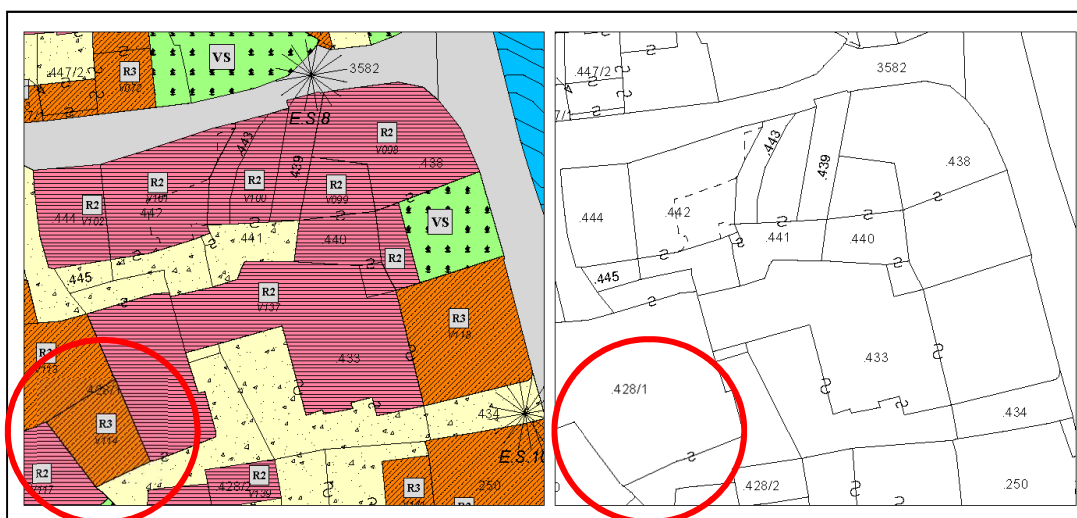 .447/2
R3
V072
VS
3582
E.S.8
.443
.439
R2
V098
.438
R2
V101
R2
V100
R2
V099
R2
V102
.444
.442
.441
.440
VS
R2
.445
R2
V137
R3
V118
R3
V115
.433
.428/1
R3
V114
434
E.S.10
R2
V117
R2
V139
.428/2
R3
.250
R2
.447/2
3582
.443
.439
.438
.444
.442
.441
.440
.445
.433
.428/1
.434
.428/2
.250